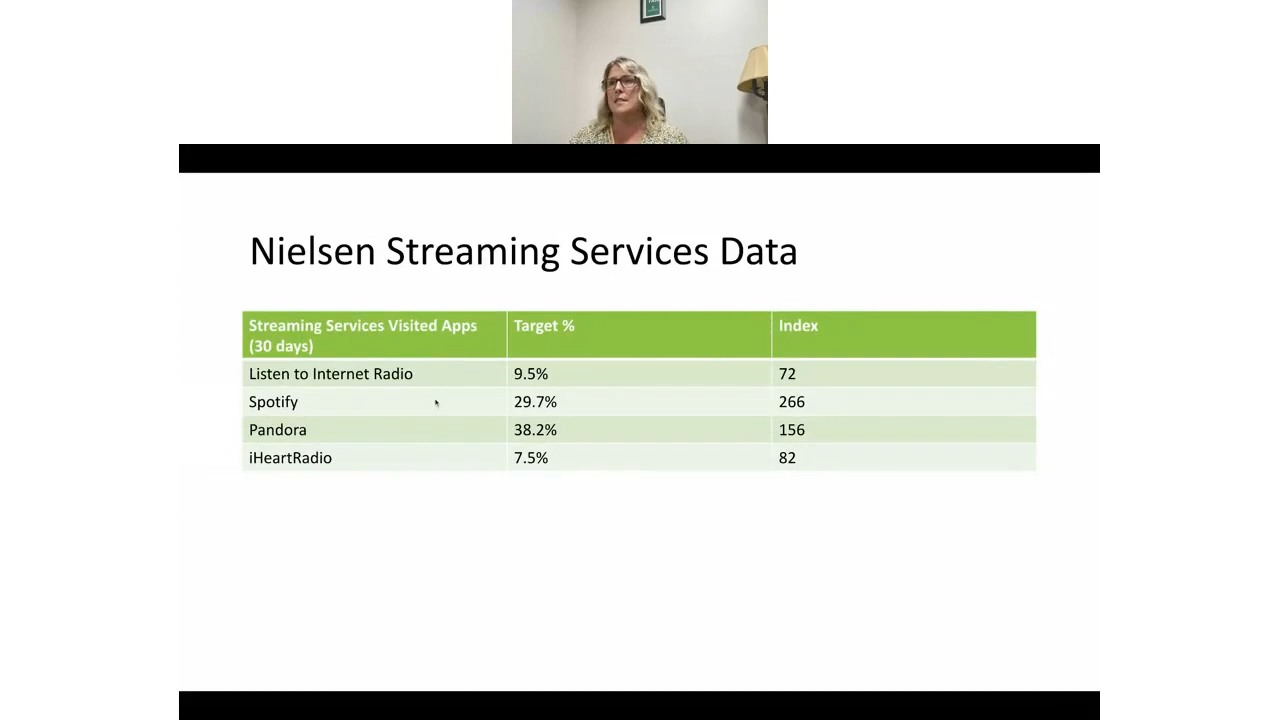 Nielsen Streaming Services Data
Streaming Services Visited Apps Target % Index
(30 days)
Listen to Internet Radio 9.5% 72
Spotify 29.7% 266
Pandora 38.2% 156
iHeartRadio 7.5% 82